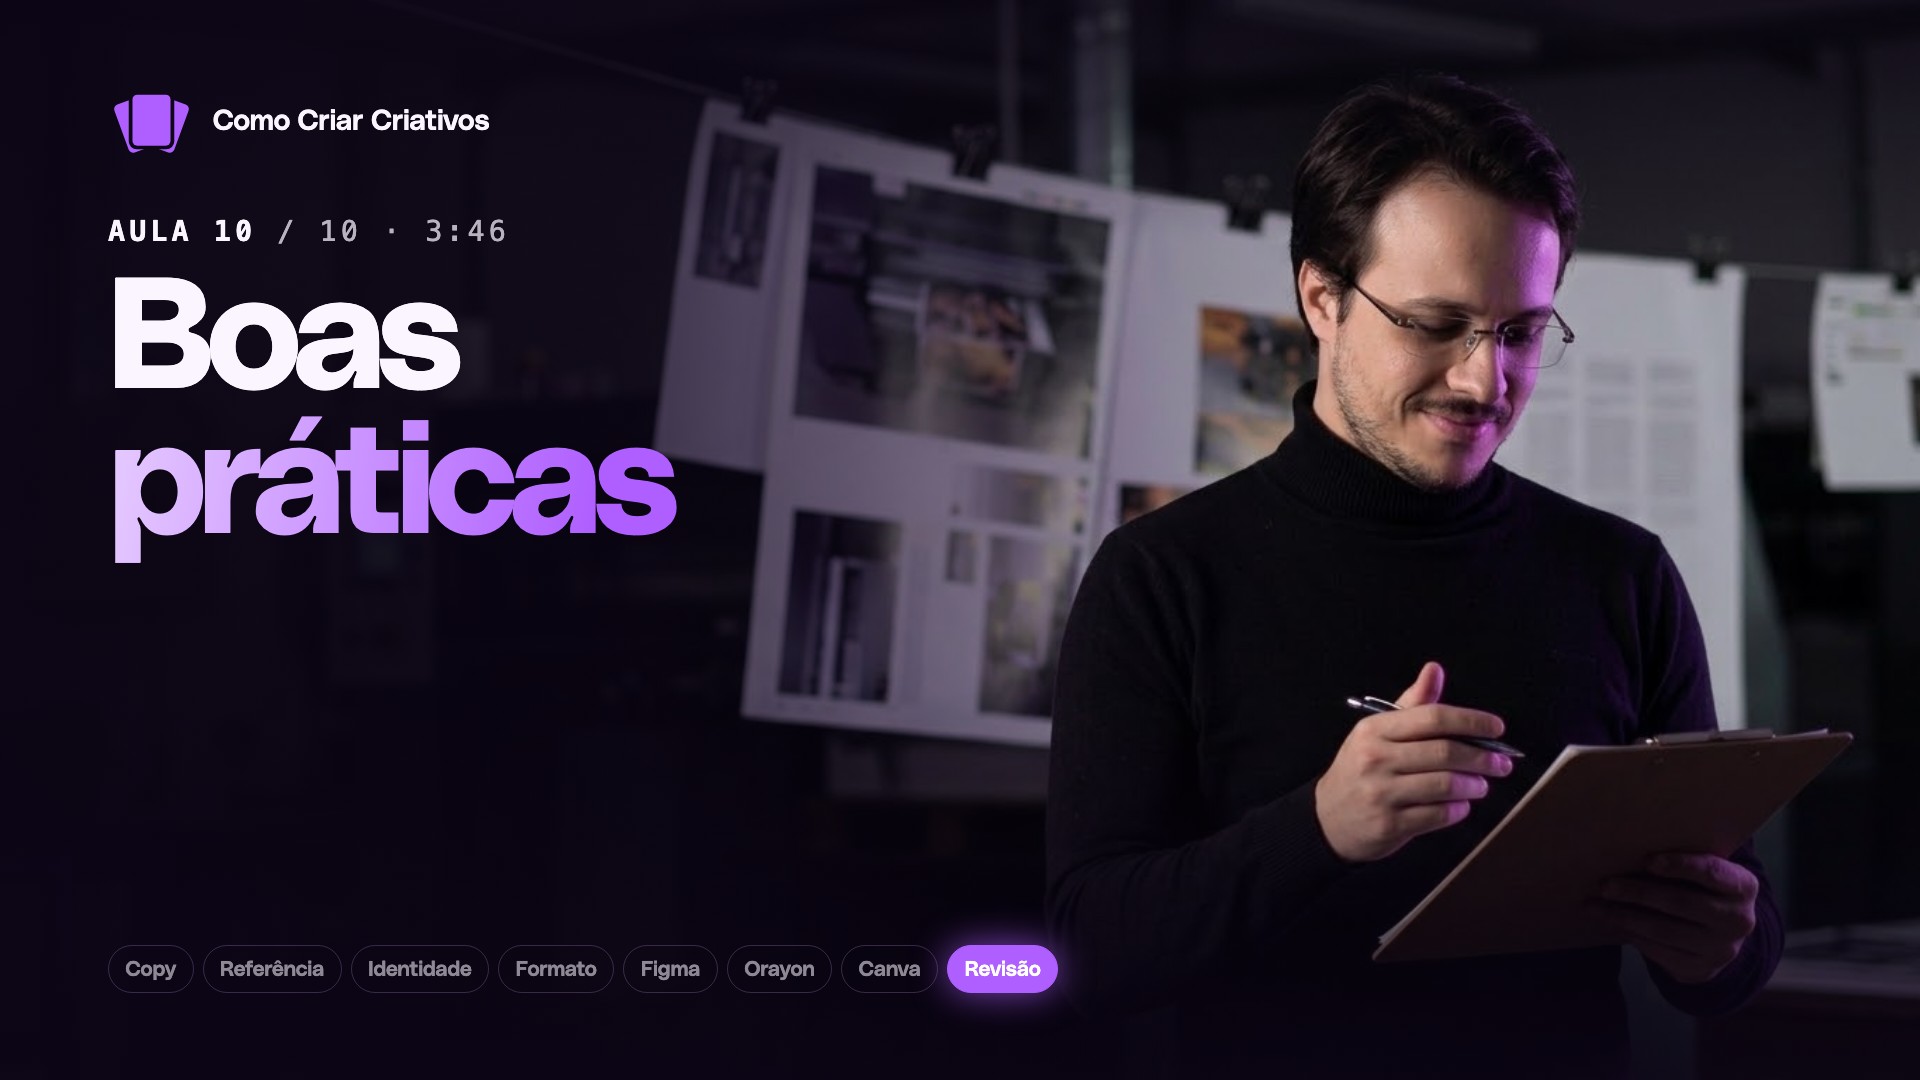 Como Criar Criativos
AULA 10 / 10 · 3:46
Boas
práticas
Copy
Referência
Identidade
Formato
Figma
Orayon
Canva
Revisão